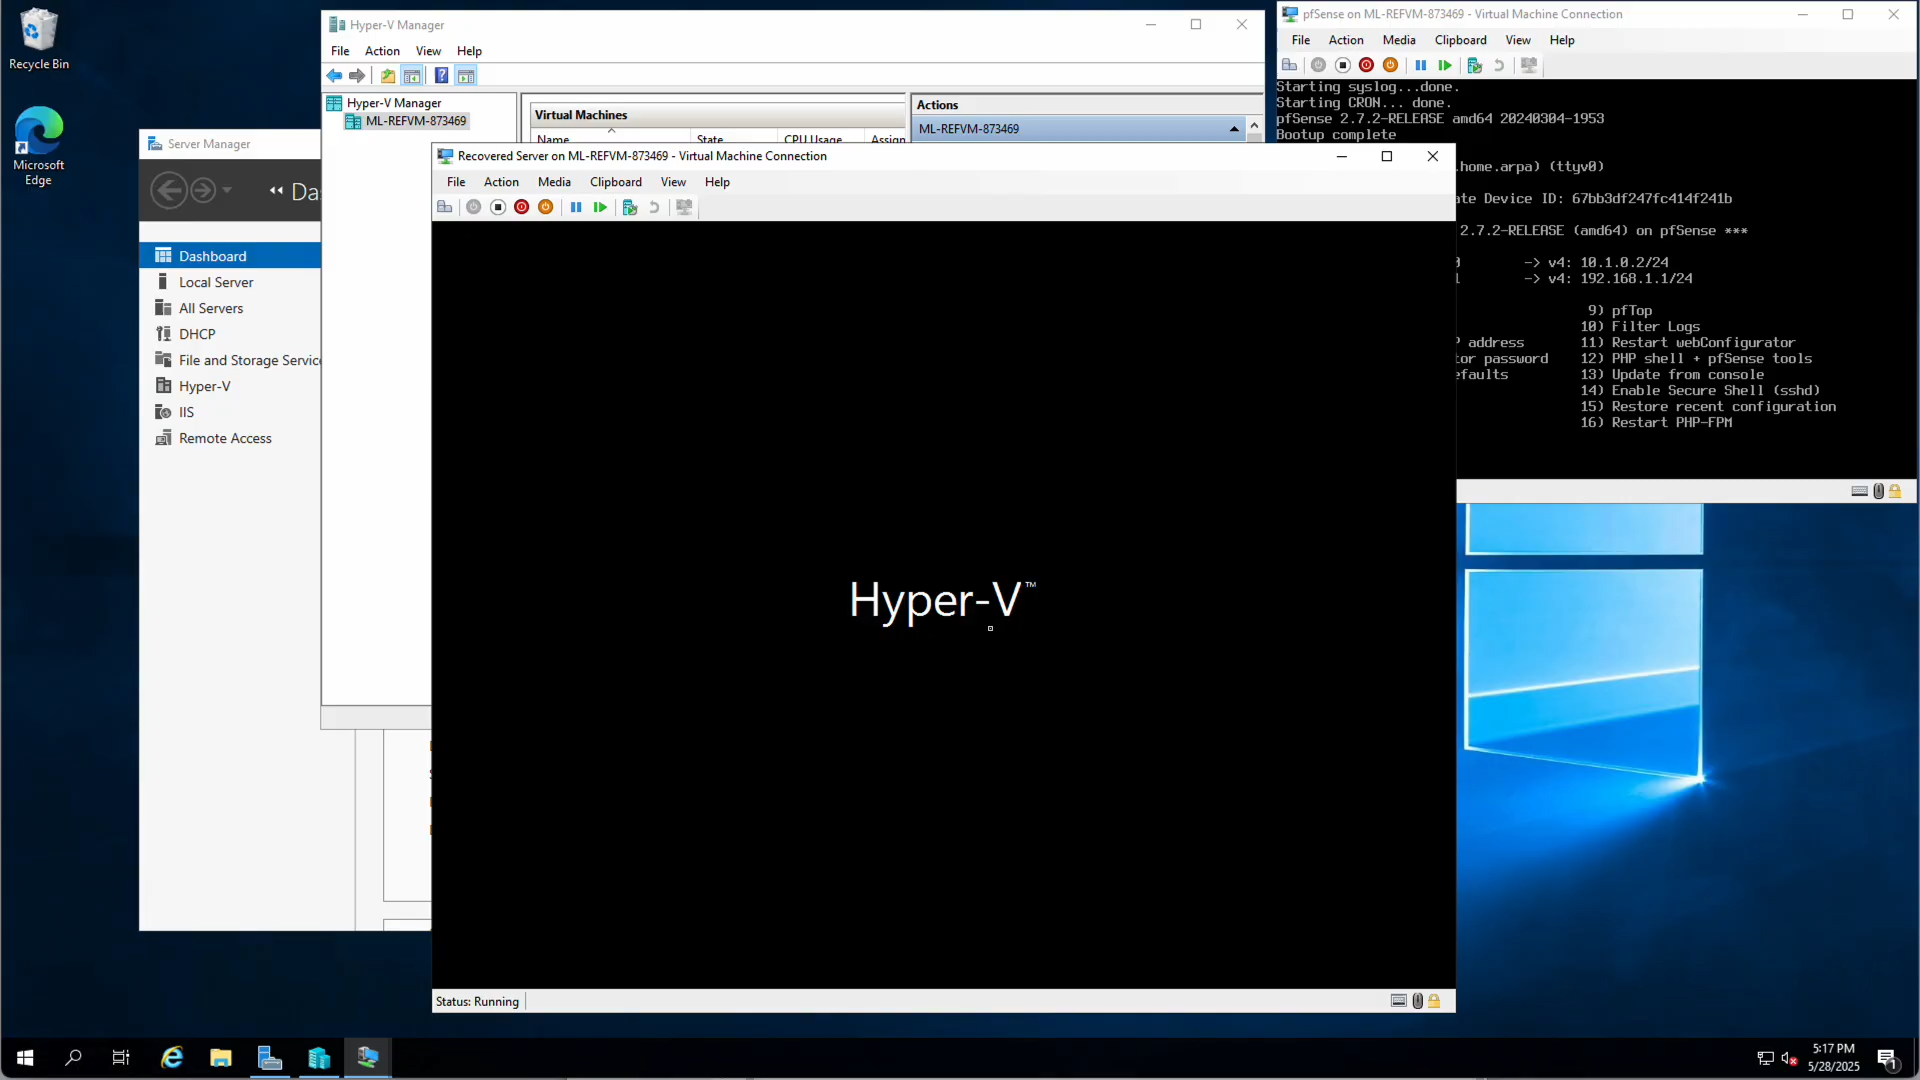 Recycle Bin
Microsoft
Edge
Hyper-V Manager
File Action View Help
Hyper-V Manager
ML-REFVM-873469
Virtual Machines
Name State CPU Usage Assign
Actions
ML-REFVM-873469
Server Manager
Da
Dashboard
Local Server
All Servers
DHCP
File and Storage Servic
Hyper-V
IIS
Remote Access
Recovered Server on ML-REFVM-873469 - Virtual Machine Connection
File Action Media Clipboard View Help
Hyper-V™
Status: Running
pfSense on ML-REFVM-873469 - Virtual Machine Connection
File Action Media Clipboard View Help
Starting syslog...done.
Starting CRON... done.
pfSense 2.7.2-RELEASE amd64 20240304-1953
Bootup complete
.home.arpa) (ttyv0)
ate Device ID: 67bb3df247fc414f241b
2.7.2-RELEASE (amd64) on pfSense ***
0 -> v4: 10.1.0.2/24
1 -> v4: 192.168.1.1/24
9) pfTop
10) Filter Logs
P address 11) Restart webConfigurator
tor password 12) PHP shell + pfSense tools
efaults 13) Update from console
14) Enable Secure Shell (sshd)
15) Restore recent configuration
16) Restart PHP-FPM
5:17 PM
5/28/2025
1